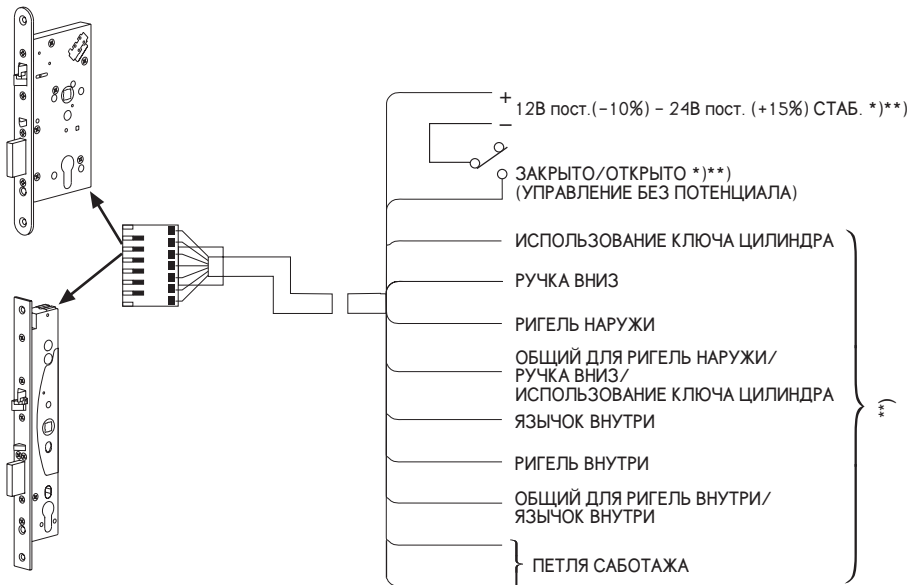 +
12В пост.(−10%) − 24В пост. (+15%) СТАБ. *)**)
−
ЗАКРЫТО/ОТКРЫТО *)**)
(УПРАВЛЕНИЕ БЕЗ ПОТЕНЦИАЛА)
ИСПОЛЬЗОВАНИЕ КЛЮЧА ЦИЛИНДРА
РУЧКА ВНИЗ
РИГЕЛЬ НАРУЖИ
ОБЩИЙ ДЛЯ РИГЕЛЬ НАРУЖИ/
РУЧКА ВНИЗ/
ИСПОЛЬЗОВАНИЕ КЛЮЧА ЦИЛИНДРА
ЯЗЫЧОК ВНУТРИ
РИГЕЛЬ ВНУТРИ
ОБЩИЙ ДЛЯ РИГЕЛЬ ВНУТРИ/
ЯЗЫЧОК ВНУТРИ
ПЕТЛЯ САБОТАЖА
**)